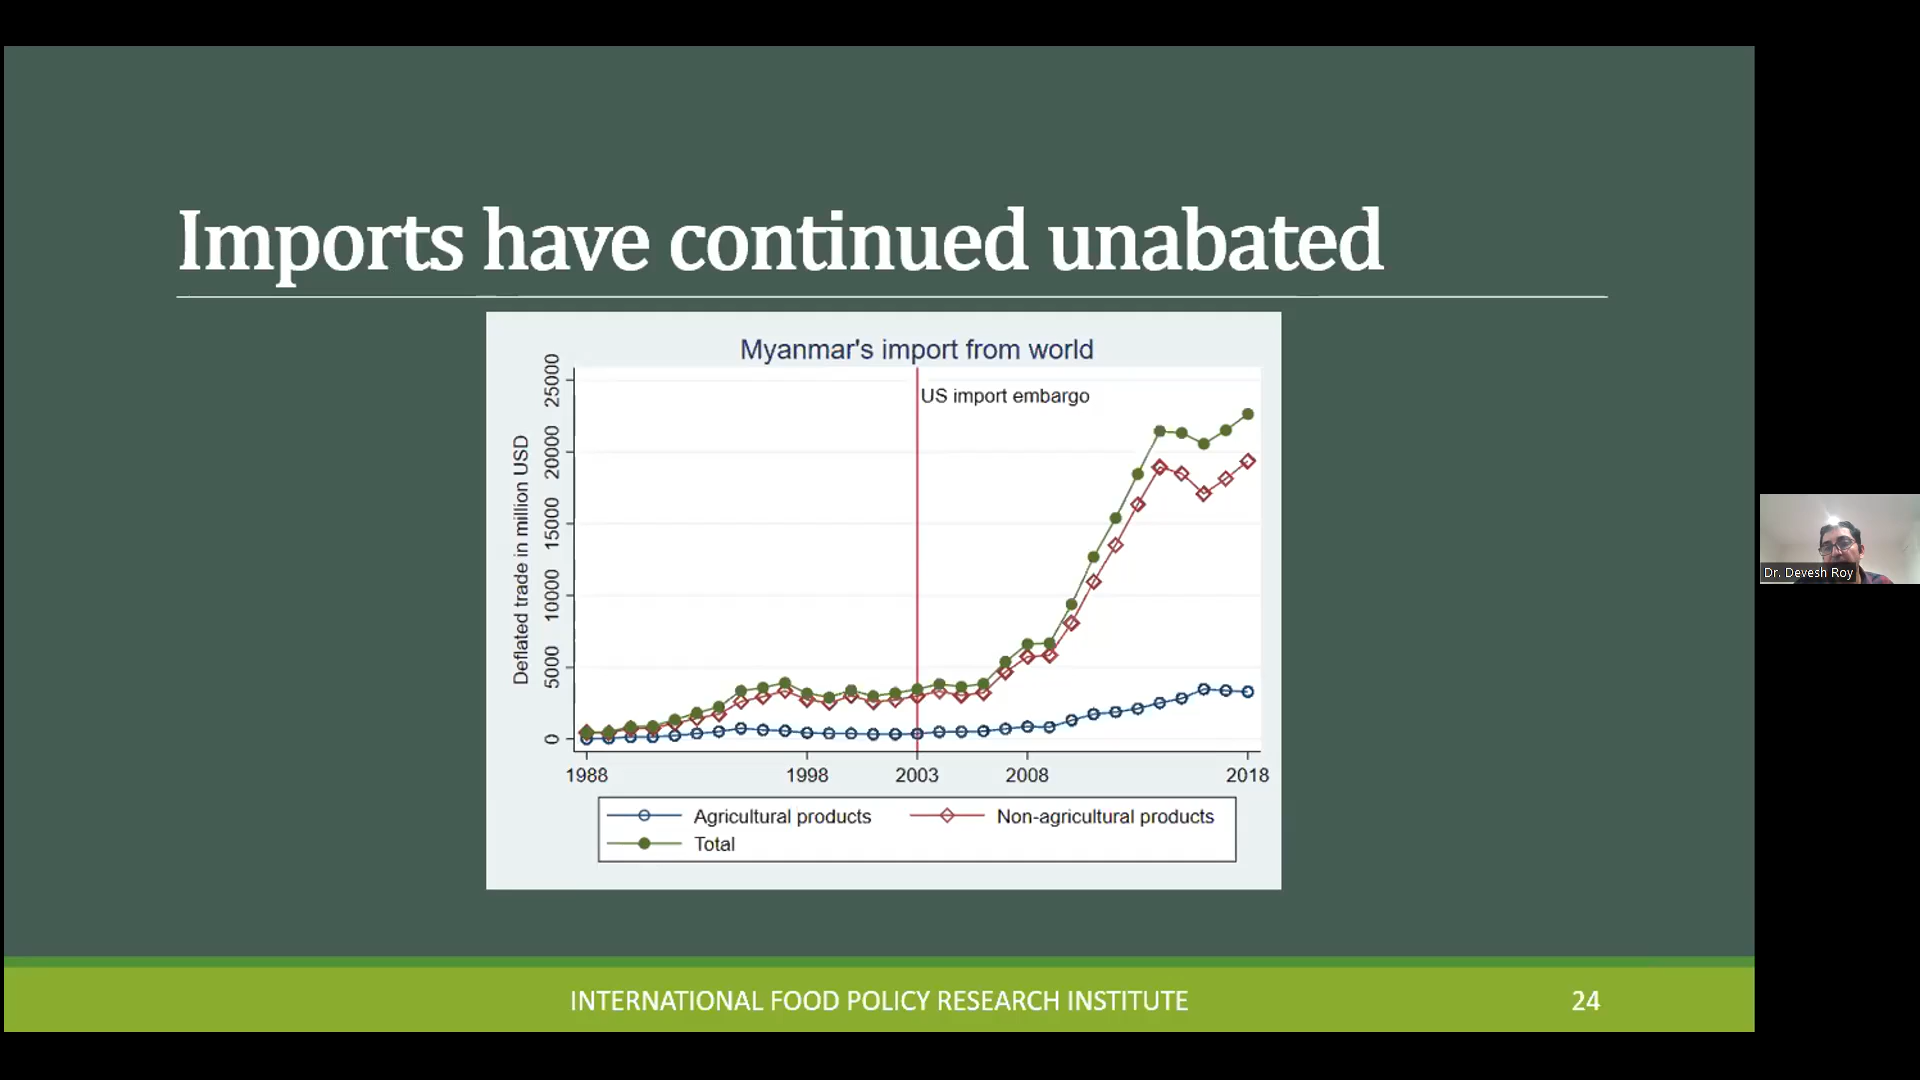 Imports have continued unabated
Myanmar's import from world
US import embargo
Deflated trade in million USD
25000
20000
15000
10000
5000
0
1988 1998 2003 2008 2018
Agricultural products Non-agricultural products
Total
Dr. Devesh Roy
INTERNATIONAL FOOD POLICY RESEARCH INSTITUTE 24